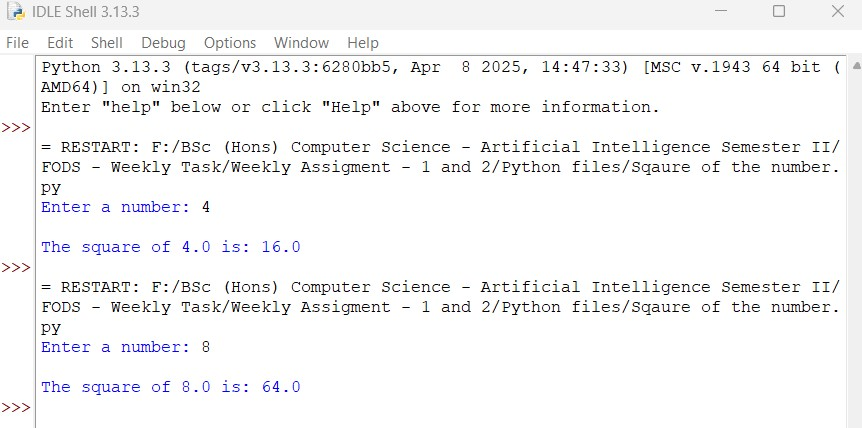 IDLE Shell 3.13.3
File Edit Shell Debug Options Window Help
Python 3.13.3 (tags/v3.13.3:6280bb5, Apr  8 2025, 14:47:33) [MSC v.1943 64 bit (
AMD64)] on win32
Enter "help" below or click "Help" above for more information.
>>>
= RESTART: F:/BSc (Hons) Computer Science - Artificial Intelligence Semester II/
FODS - Weekly Task/Weekly Assigment - 1 and 2/Python files/Sqaure of the number.
py
Enter a number: 4
The square of 4.0 is: 16.0
>>>
= RESTART: F:/BSc (Hons) Computer Science - Artificial Intelligence Semester II/
FODS - Weekly Task/Weekly Assigment - 1 and 2/Python files/Sqaure of the number.
py
Enter a number: 8
The square of 8.0 is: 64.0
>>>